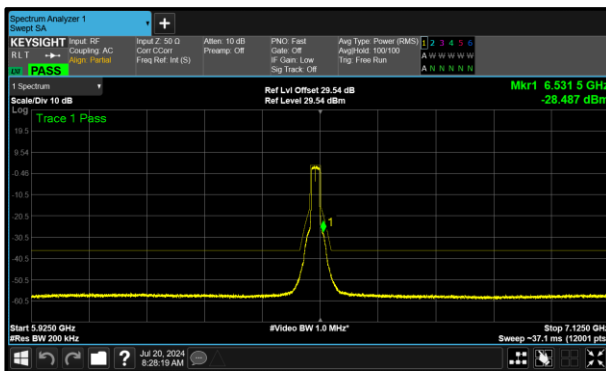 Spectrum Analyzer 1
Swept SA
KEYSIGHT
R L T
Input: RF
Coupling: AC
Align: Partial
Input Z: 50 Ω
Corr CCorr
Freq Ref: Int (S)
Atten: 10 dB
Preamp: Off
PNO: Fast
Gate: Off
IF Gain: Low
Sig Track: Off
Avg Type: Power (RMS)
Avg|Hold: 100/100
Trig: Free Run
1 2 3 4 5 6
A W W W W W
A N N N N N
PASS
1 Spectrum
Scale/Div 10 dB
Ref Lvl Offset 29.54 dB
Ref Level 29.54 dBm
Mkr1 6.531 5 GHz
-28.487 dBm
Log
Trace 1 Pass
19.5
9.54
-0.46
-10.5
-20.5
1
-30.5
-40.5
-50.5
-60.5
Start 5.9250 GHz
#Res BW 200 kHz
#Video BW 1.0 MHz*
Stop 7.1250 GHz
Sweep ~37.1 ms (12001 pts)
?
Jul 20, 2024
8:28:19 AM